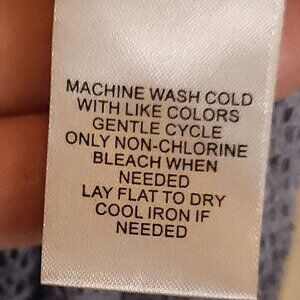 MACHINE WASH COLD
WITH LIKE COLORS
GENTLE CYCLE
ONLY NON-CHLORINE
BLEACH WHEN
NEEDED
LAY FLAT TO DRY
COOL IRON IF
NEEDED